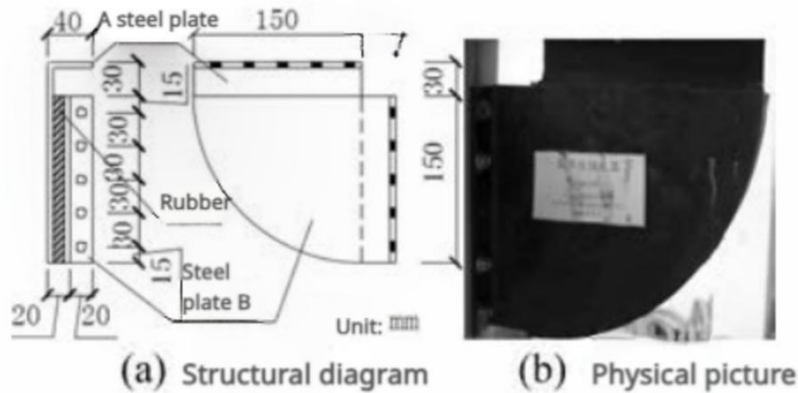 40 A steel plate 150
30
15
30
30
30
30
15
Rubber
Steel
plate B
20 20
Unit: mm
30
150
(a) Structural diagram
(b) Physical picture